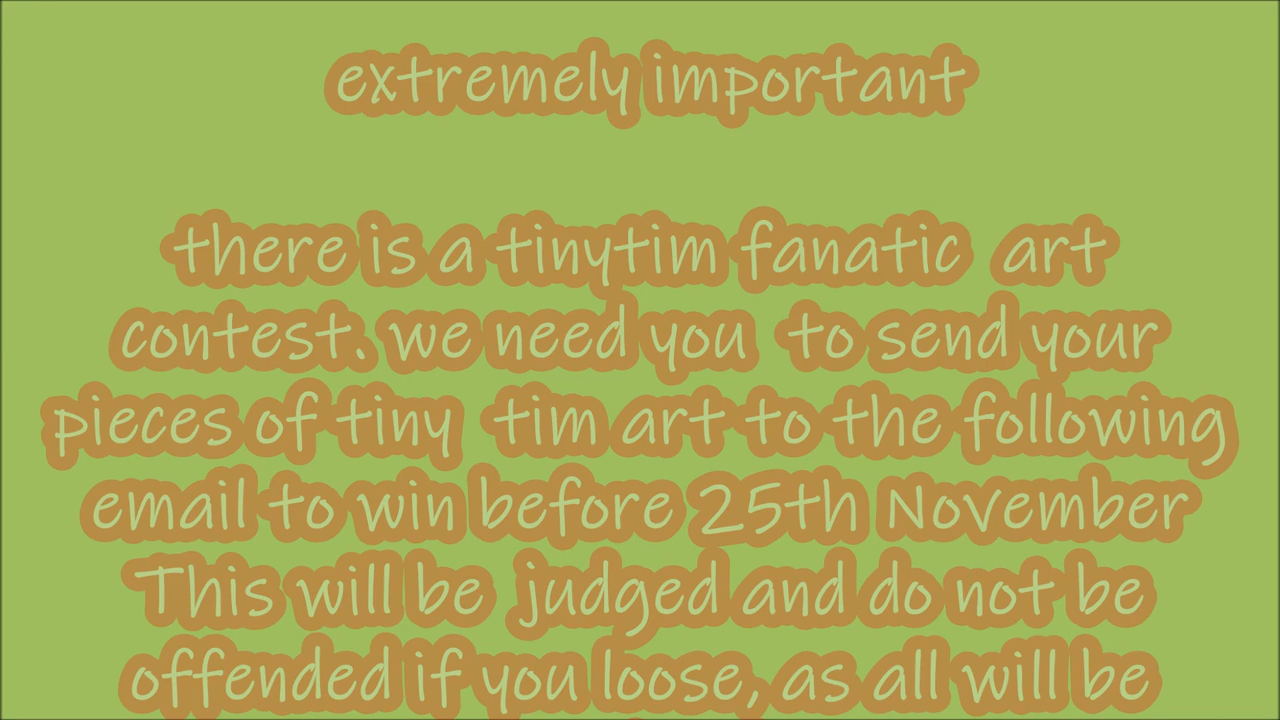 extremely important
there is a tinytim fanatic art
contest. we need you to send your
pieces of tiny tim art to the following
email to win before 25th November
This will be judged and do not be
offended if you loose, as all will be